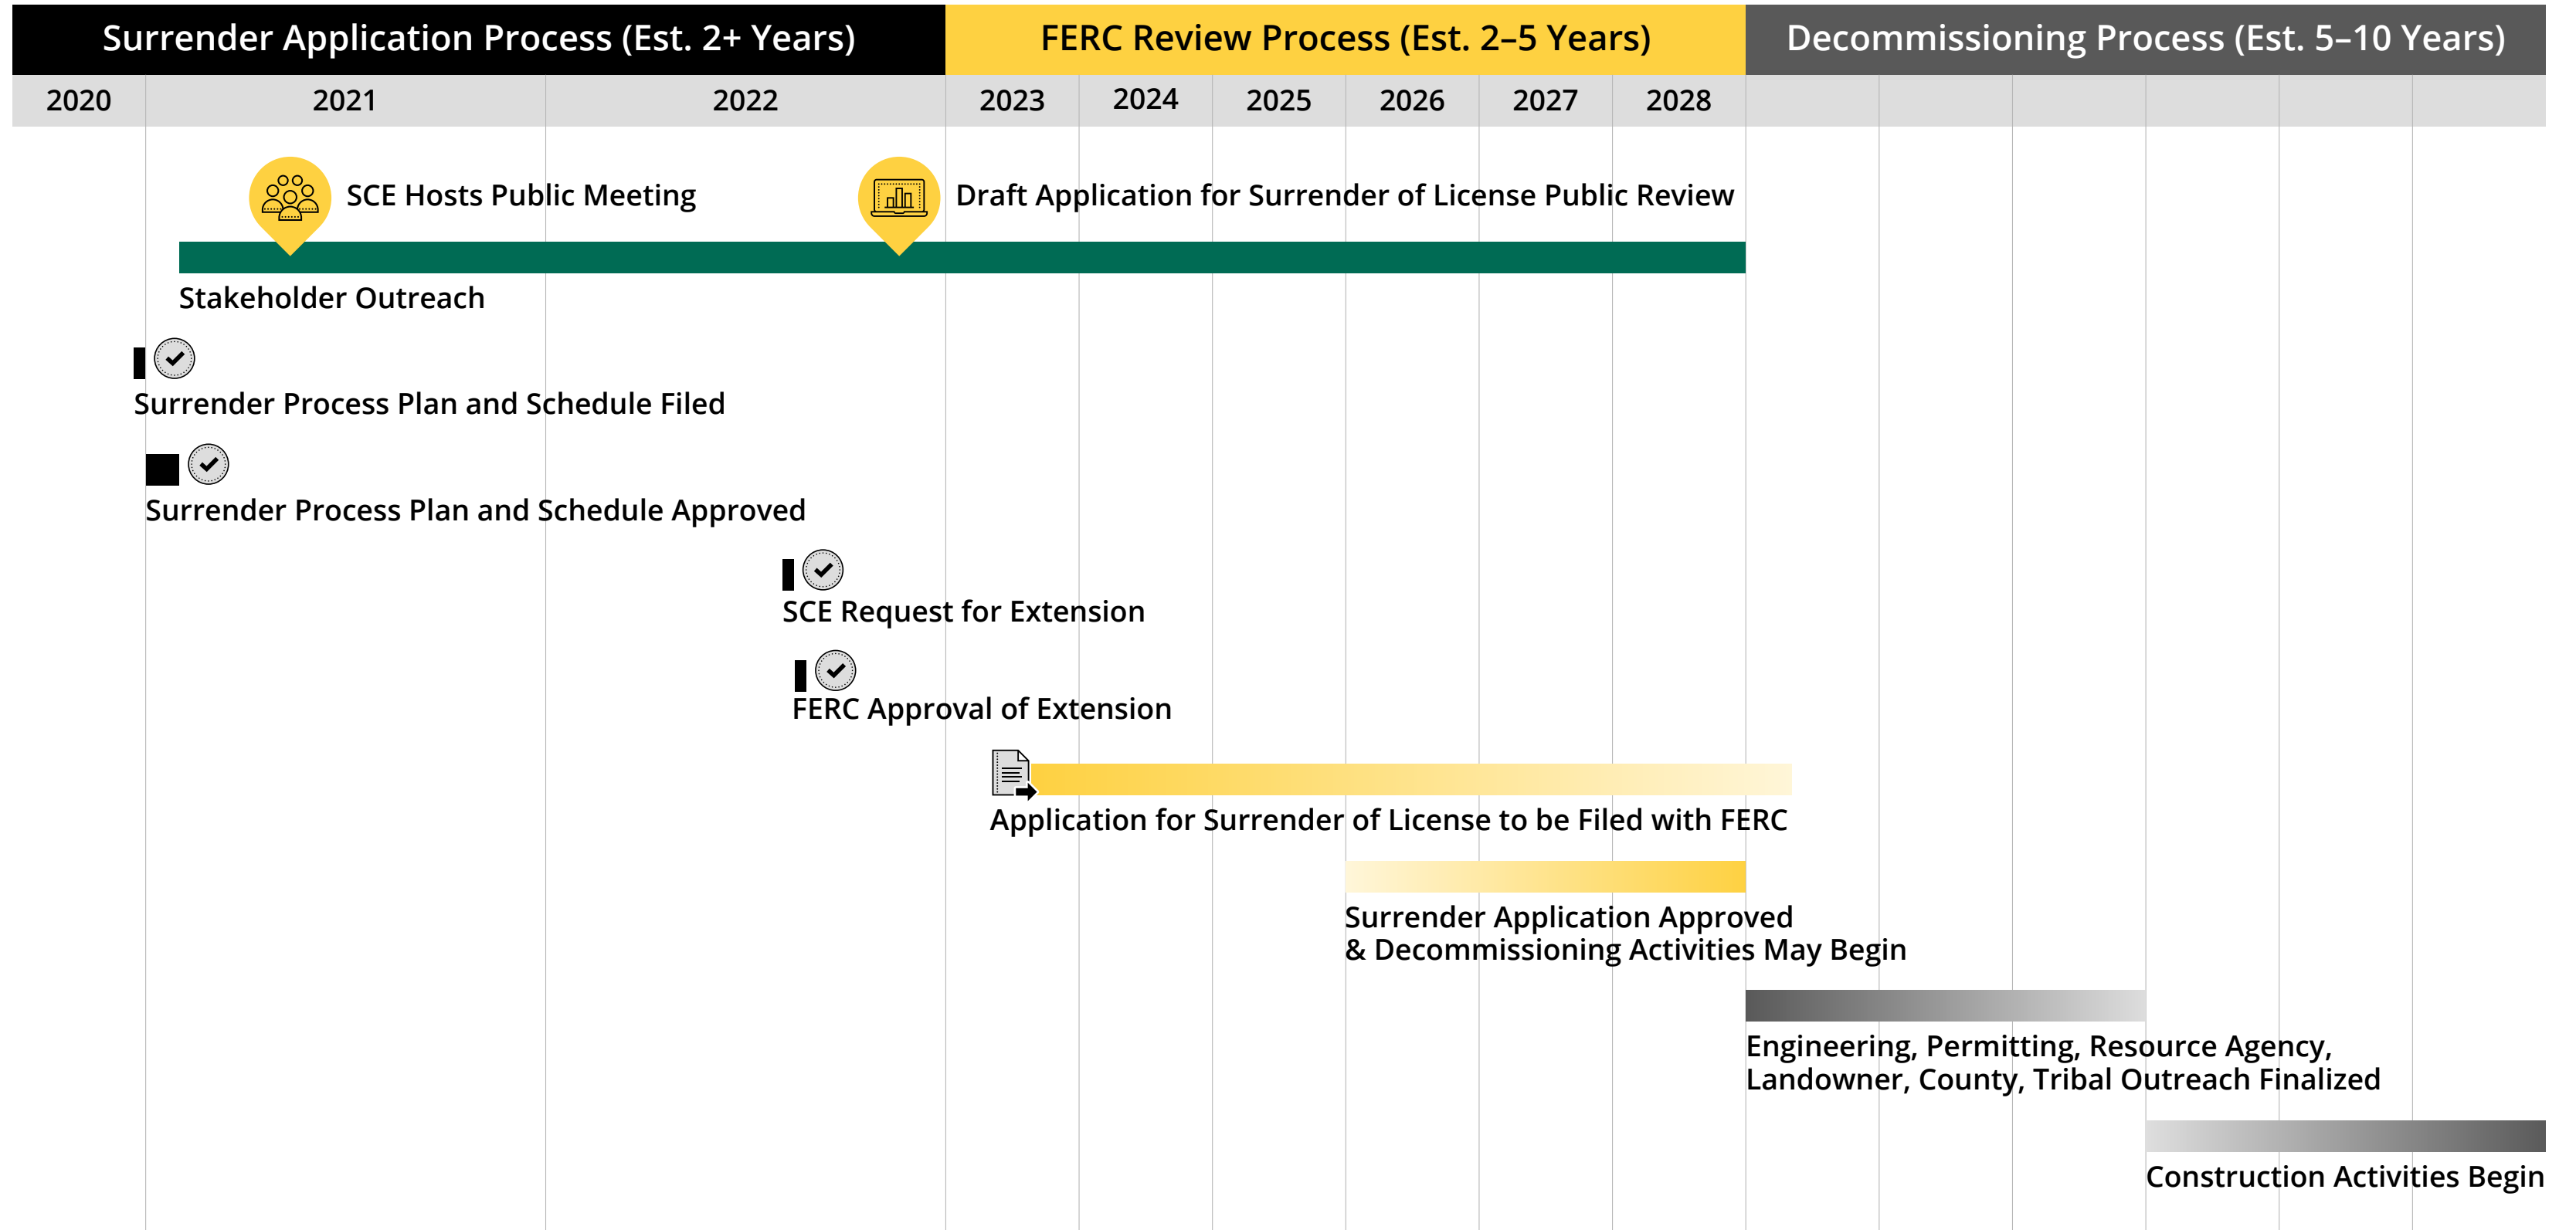 Surrender Application Process (Est. 2+ Years)
FERC Review Process (Est. 2–5 Years)
Decommissioning Process (Est. 5–10 Years)
2020
2021
2022
2023
2024
2025
2026
2027
2028
SCE Hosts Public Meeting
Draft Application for Surrender of License Public Review
Stakeholder Outreach
Surrender Process Plan and Schedule Filed
Surrender Process Plan and Schedule Approved
SCE Request for Extension
FERC Approval of Extension
Application for Surrender of License to be Filed with FERC
Surrender Application Approved
& Decommissioning Activities May Begin
Engineering, Permitting, Resource Agency,
Landowner, County, Tribal Outreach Finalized
Construction Activities Begin